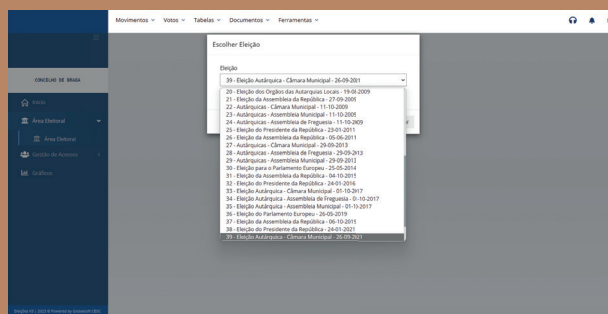 Movimentos Votos Tabelas Documentos Ferramentas
CONCELHO DE BRAGA
Início
Área Eleitoral
Área Eleitoral
Gestão de Acessos
Gráficos
Escolher Eleição
Eleição
39 - Eleição Autárquica - Câmara Municipal - 26-09-2021
20 - Eleição dos Orgãos das Autarquias Locais - 19-04-2009
21 - Eleição da Assembleia da República - 27-09-2009
22 - Autárquicas - Câmara Municipal - 11-10-2009
23 - Autárquicas - Assembleia Municipal - 11-10-2009
24 - Autárquicas - Assembleia de Freguesia - 11-10-2009
25 - Eleição do Presidente da República - 23-01-2011
26 - Eleição da Assembleia da República - 05-06-2011
27 - Autárquicas - Câmara Municipal - 29-09-2013
28 - Autárquicas - Assembleia de Freguesia - 29-09-2013
29 - Autárquicas - Assembleia Municipal - 29-09-2013
30 - Eleição para o Parlamento Europeu - 25-05-2014
31 - Eleição da Assembleia da República - 04-10-2015
32 - Eleição do Presidente da República - 24-01-2016
33 - Eleição Autárquica - Câmara Municipal - 01-10-2017
34 - Eleição Autárquica - Assembleia de Freguesia - 01-10-2017
35 - Eleição Autárquica - Assembleia Municipal - 01-10-2017
36 - Eleição do Parlamento Europeu - 26-05-2019
37 - Eleição da Assembleia da República - 06-10-2019
38 - Eleição do Presidente da República - 24-01-2021
39 - Eleição Autárquica - Câmara Municipal - 26-09-2021